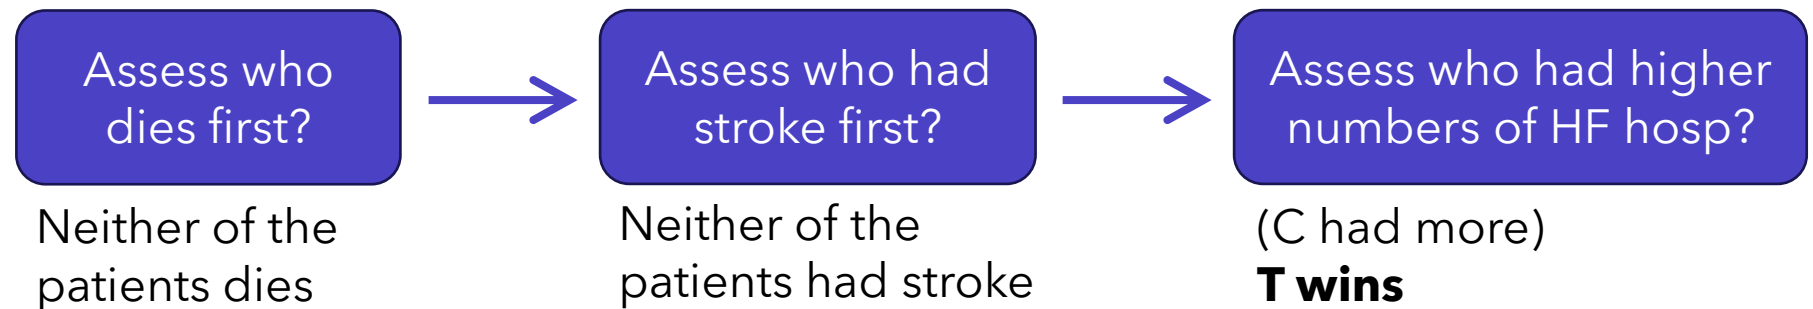 Assess who
dies first?
Assess who had
stroke first?
Assess who had higher
numbers of HF hosp?
Neither of the
patients dies
Neither of the
patients had stroke
(C had more)
T wins